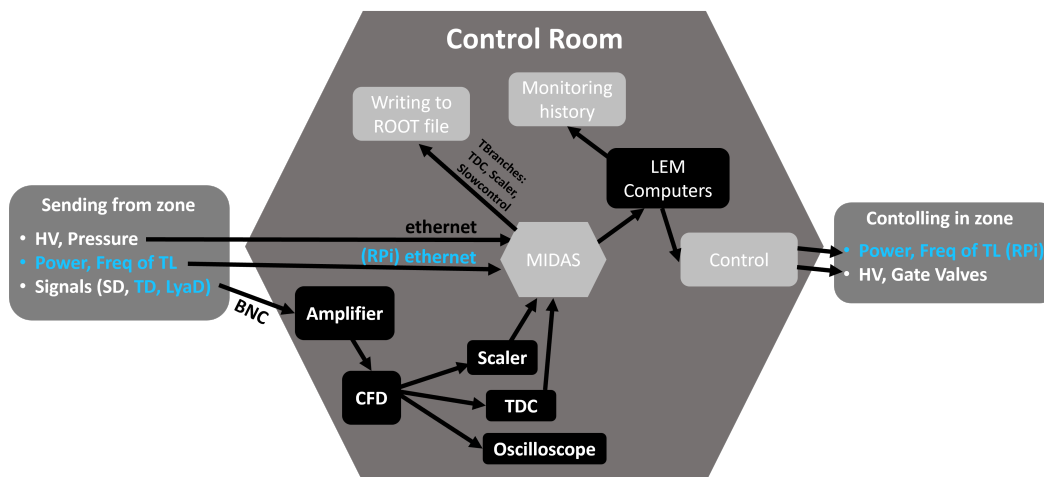 Control Room
Monitoring
history
Writing to
ROOT file
TBranches:
TDC, Scaler,
Slowcontrol
LEM
Computers
Sending from zone
• HV, Pressure
• Power, Freq of TL
• Signals (SD, TD, LyaD)
ethernet
(RPi) ethernet
BNC
MIDAS
Control
Contolling in zone
• Power, Freq of TL (RPi)
• HV, Gate Valves
Amplifier
Scaler
CFD
TDC
Oscilloscope